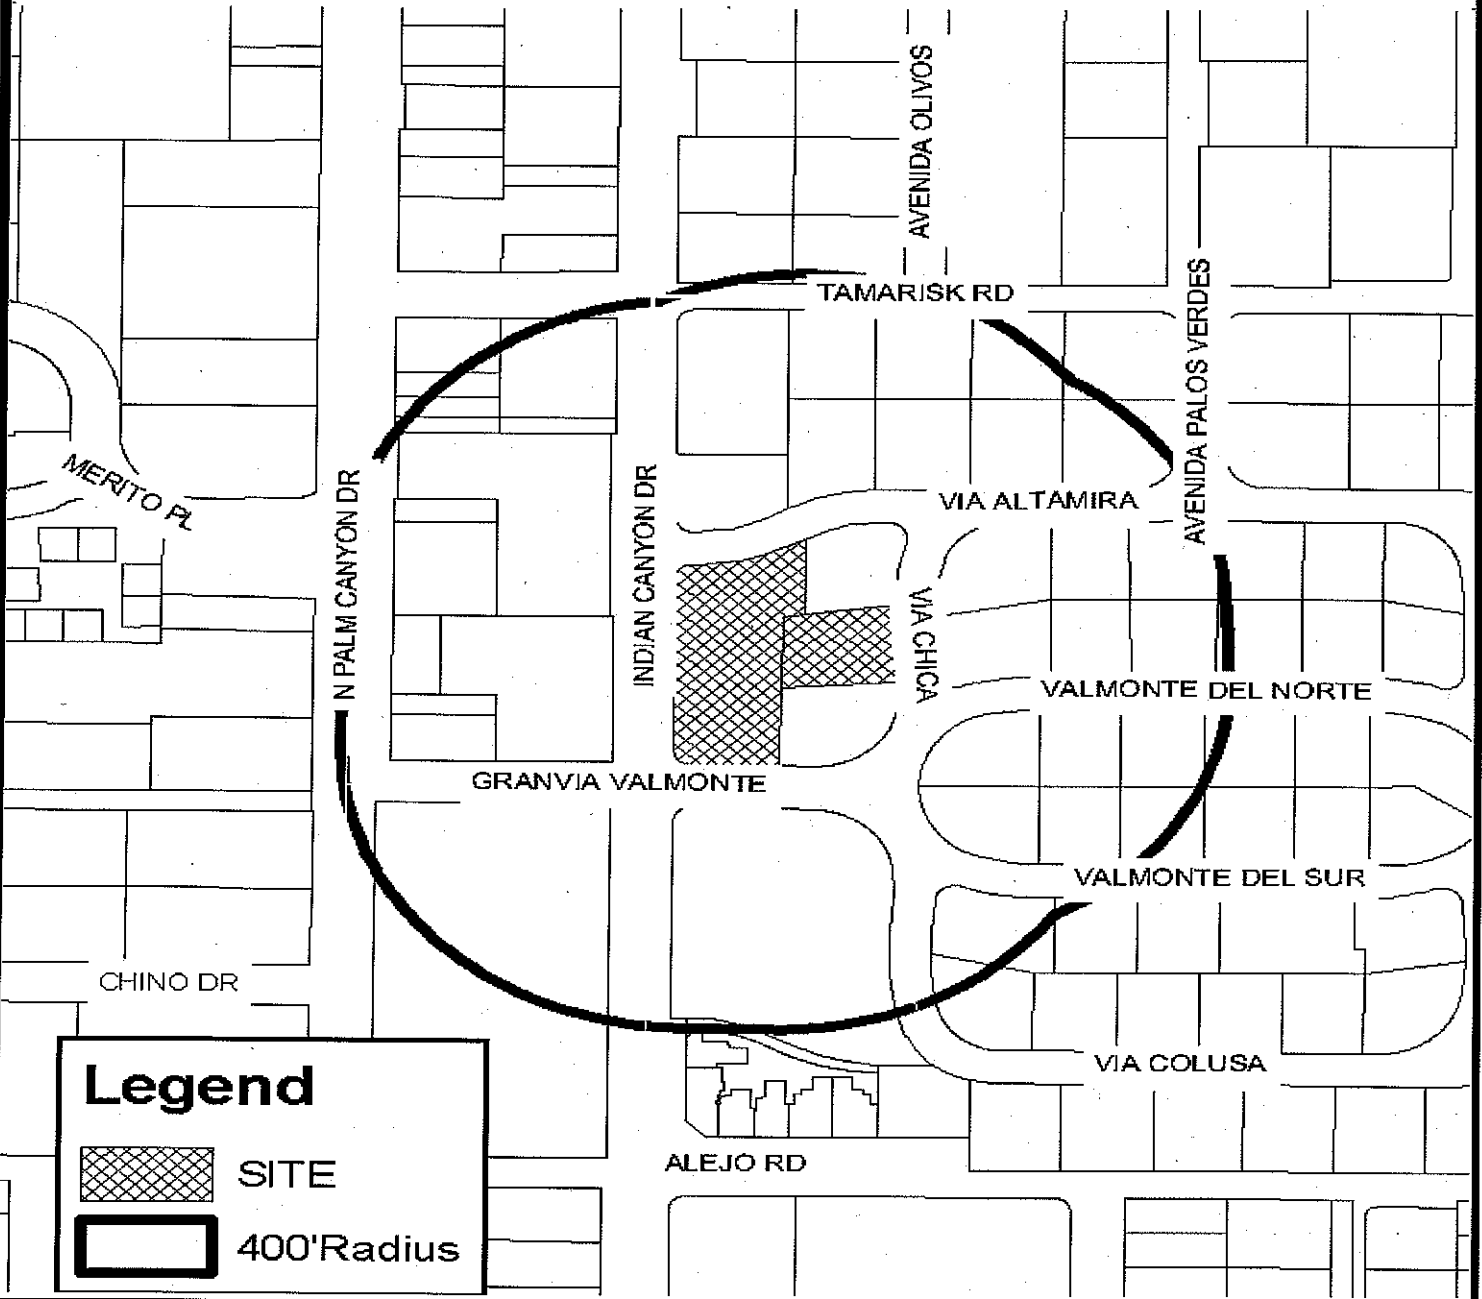 AVENIDA OLIVOS
TAMARISK RD
AVENIDA PALOS VERDES
MERITO PL
N PALM CANYON DR
INDIAN CANYON DR
VIA ALTAMIRA
VIA CHICA
VALMONTE DEL NORTE
GRANVIA VALMONTE
VALMONTE DEL SUR
CHINO DR
VIA COLUSA
ALEJO RD
Legend
SITE
400'Radius